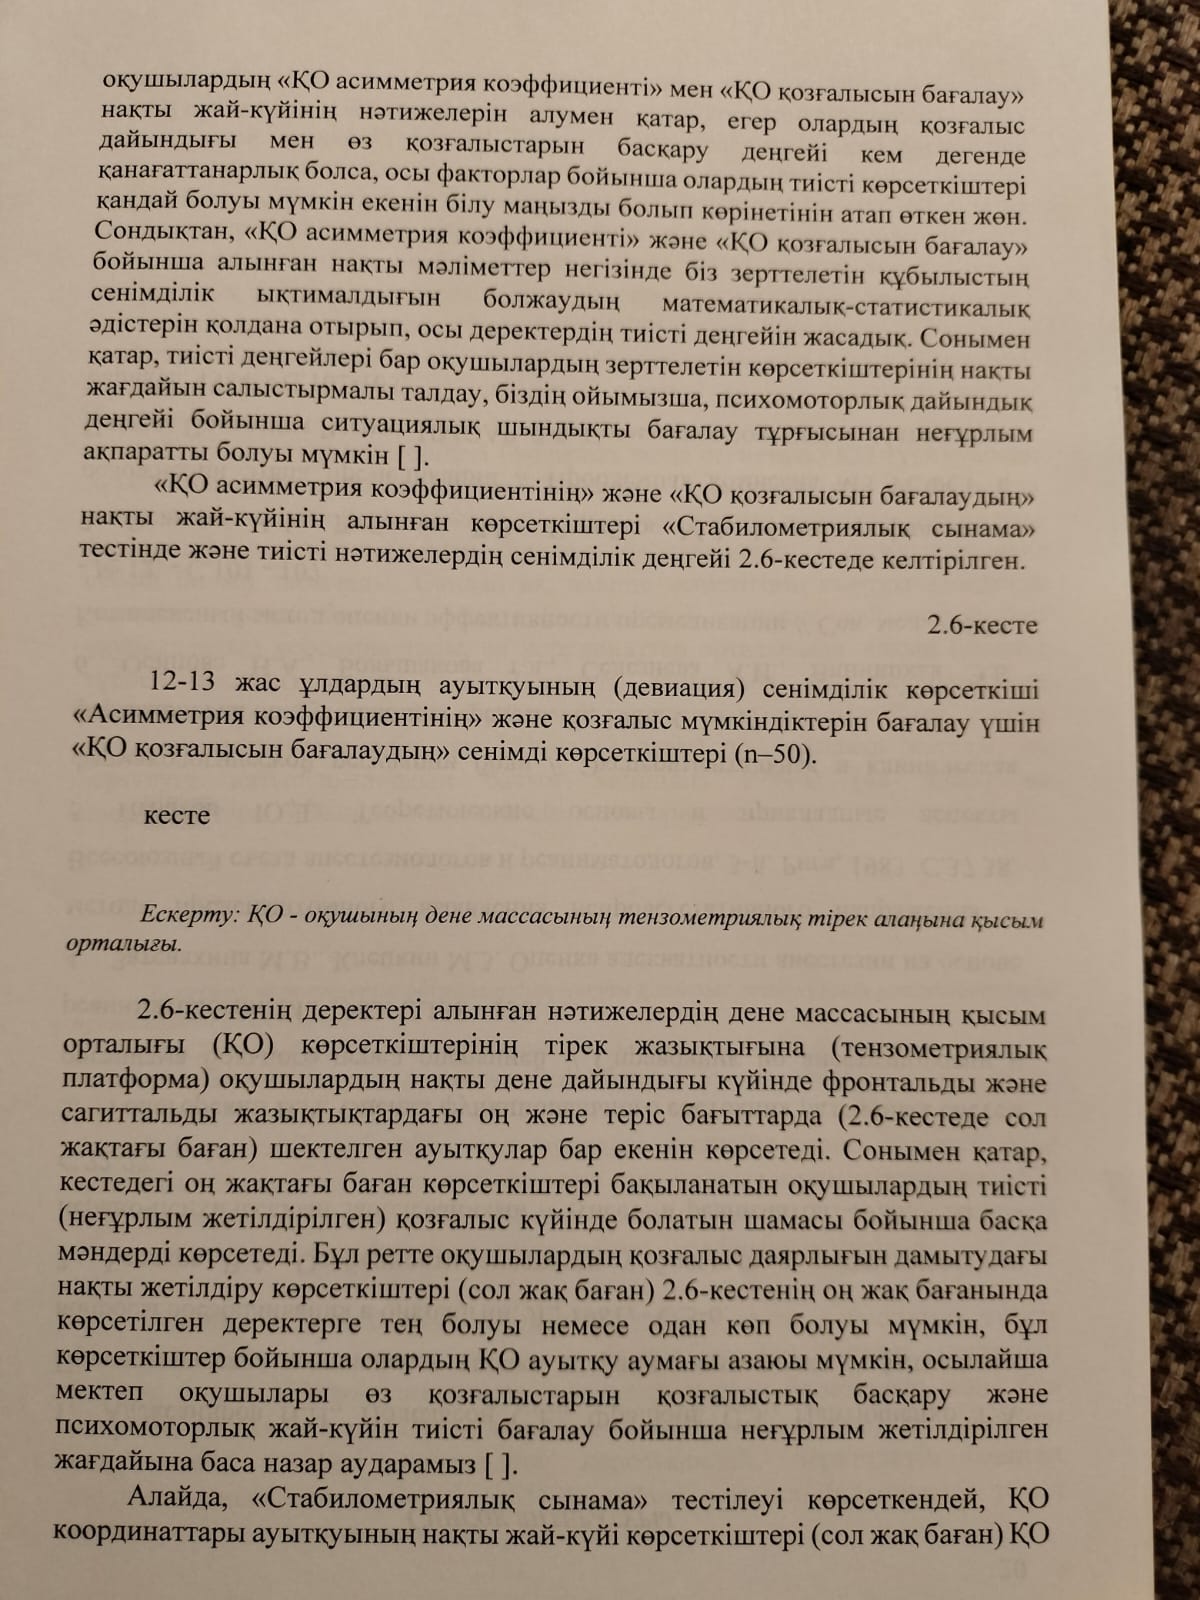 оқушылардың «ҚО асимметрия коэффициенті» мен «ҚО қозғалысын бағалау»
нақты жай-күйінің нәтижелерін алумен қатар, егер олардың қозғалыс
дайындығы мен өз қозғалыстарын басқару деңгейі кем дегенде
қанағаттанарлық болса, осы факторлар бойынша олардың тиісті көрсеткіштері
қандай болуы мүмкін екенін білу маңызды болып көрінетінін атап өткен жөн.
Сондықтан, «ҚО асимметрия коэффициенті» және «ҚО қозғалысын бағалау»
бойынша алынған нақты мәліметтер негізінде біз зерттелетін құбылыстың
сенімділік ықтималдығын болжаудың математикалық-статистикалық
әдістерін қолдана отырып, осы деректердің тиісті деңгейін жасадық. Сонымен
қатар, тиісті деңгейлері бар оқушылардың зерттелетін көрсеткіштерінің нақты
жағдайын салыстырмалы талдау, біздің ойымызша, психомоторлық дайындық
деңгейі бойынша ситуациялық шындықты бағалау тұрғысынан неғұрлым
ақпаратты болуы мүмкін [ ].
«ҚО асимметрия коэффициентінің» және «ҚО қозғалысын бағалаудың»
нақты жай-күйінің алынған көрсеткіштері «Стабилометриялық сынама»
тестінде және тиісті нәтижелердің сенімділік деңгейі 2.6-кестеде келтірілген.
2.6-кесте
12-13 жас ұлдардың ауытқуының (девиация) сенімділік көрсеткіші
«Асимметрия коэффициентінің» және қозғалыс мүмкіндіктерін бағалау үшін
«ҚО қозғалысын бағалаудың» сенімді көрсеткіштері (n–50).
кесте
Ескерту: ҚО - оқушының дене массасының тензометриялық тірек алаңына қысым
орталығы.
2.6-кестенің деректері алынған нәтижелердің дене массасының қысым
орталығы (ҚО) көрсеткіштерінің тірек жазықтығына (тензометриялық
платформа) оқушылардың нақты дене дайындығы күйінде фронтальды және
сагиттальды жазықтықтардағы оң және теріс бағыттарда (2.6-кестеде сол
жақтағы баған) шектелген ауытқулар бар екенін көрсетеді. Сонымен қатар,
кестедегі оң жақтағы баған көрсеткіштері бақыланатын оқушылардың тиісті
(неғұрлым жетілдірілген) қозғалыс күйінде болатын шамасы бойынша басқа
мәндерді көрсетеді. Бұл ретте оқушылардың қозғалыс даярлығын дамытудағы
нақты жетілдіру көрсеткіштері (сол жақ баған) 2.6-кестенің оң жақ бағанында
көрсетілген деректерге тең болуы немесе одан көп болуы мүмкін, бұл
көрсеткіштер бойынша олардың ҚО ауытқу аумағы азаюы мүмкін, осылайша
мектеп оқушылары өз қозғалыстарын қозғалыстық басқару және
психомоторлық жай-күйін тиісті бағалау бойынша неғұрлым жетілдірілген
жағдайына баса назар аударамыз [ ].
Алайда, «Стабилометриялық сынама» тестілеуі көрсеткендей, ҚО
координаттары ауытқуының нақты жай-күйі көрсеткіштері (сол жақ баған) ҚО